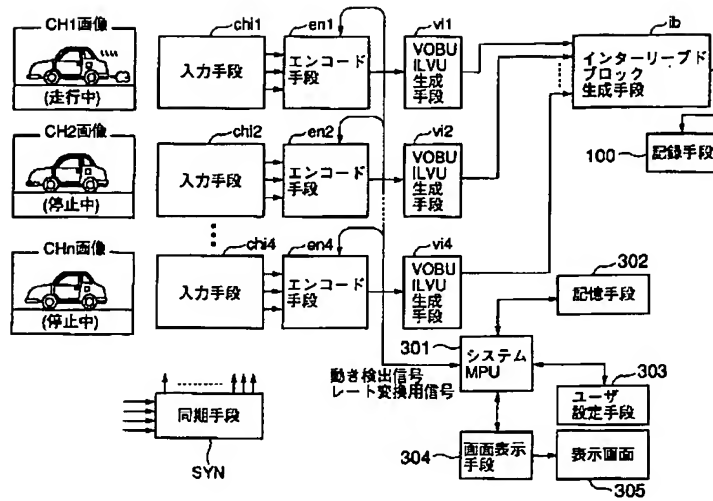 CH1画像
(走行中)
chi1
入力手段
en1
エンコード
手段
vi1
VOBU
ILVU
生成
手段
ib
インターリーブド
ブロック
生成手段
100
記録手段
CH2画像
(停止中)
chi2
入力手段
en2
エンコード
手段
vi2
VOBU
ILVU
生成
手段
CHn画像
(停止中)
chi4
入力手段
en4
エンコード
手段
vi4
VOBU
ILVU
生成
手段
302
記憶手段
301
システム
MPU
動き検出信号
レート変換用信号
303
ユーザ
設定手段
同期手段
SYN
304
画面表示
手段
表示画面
305